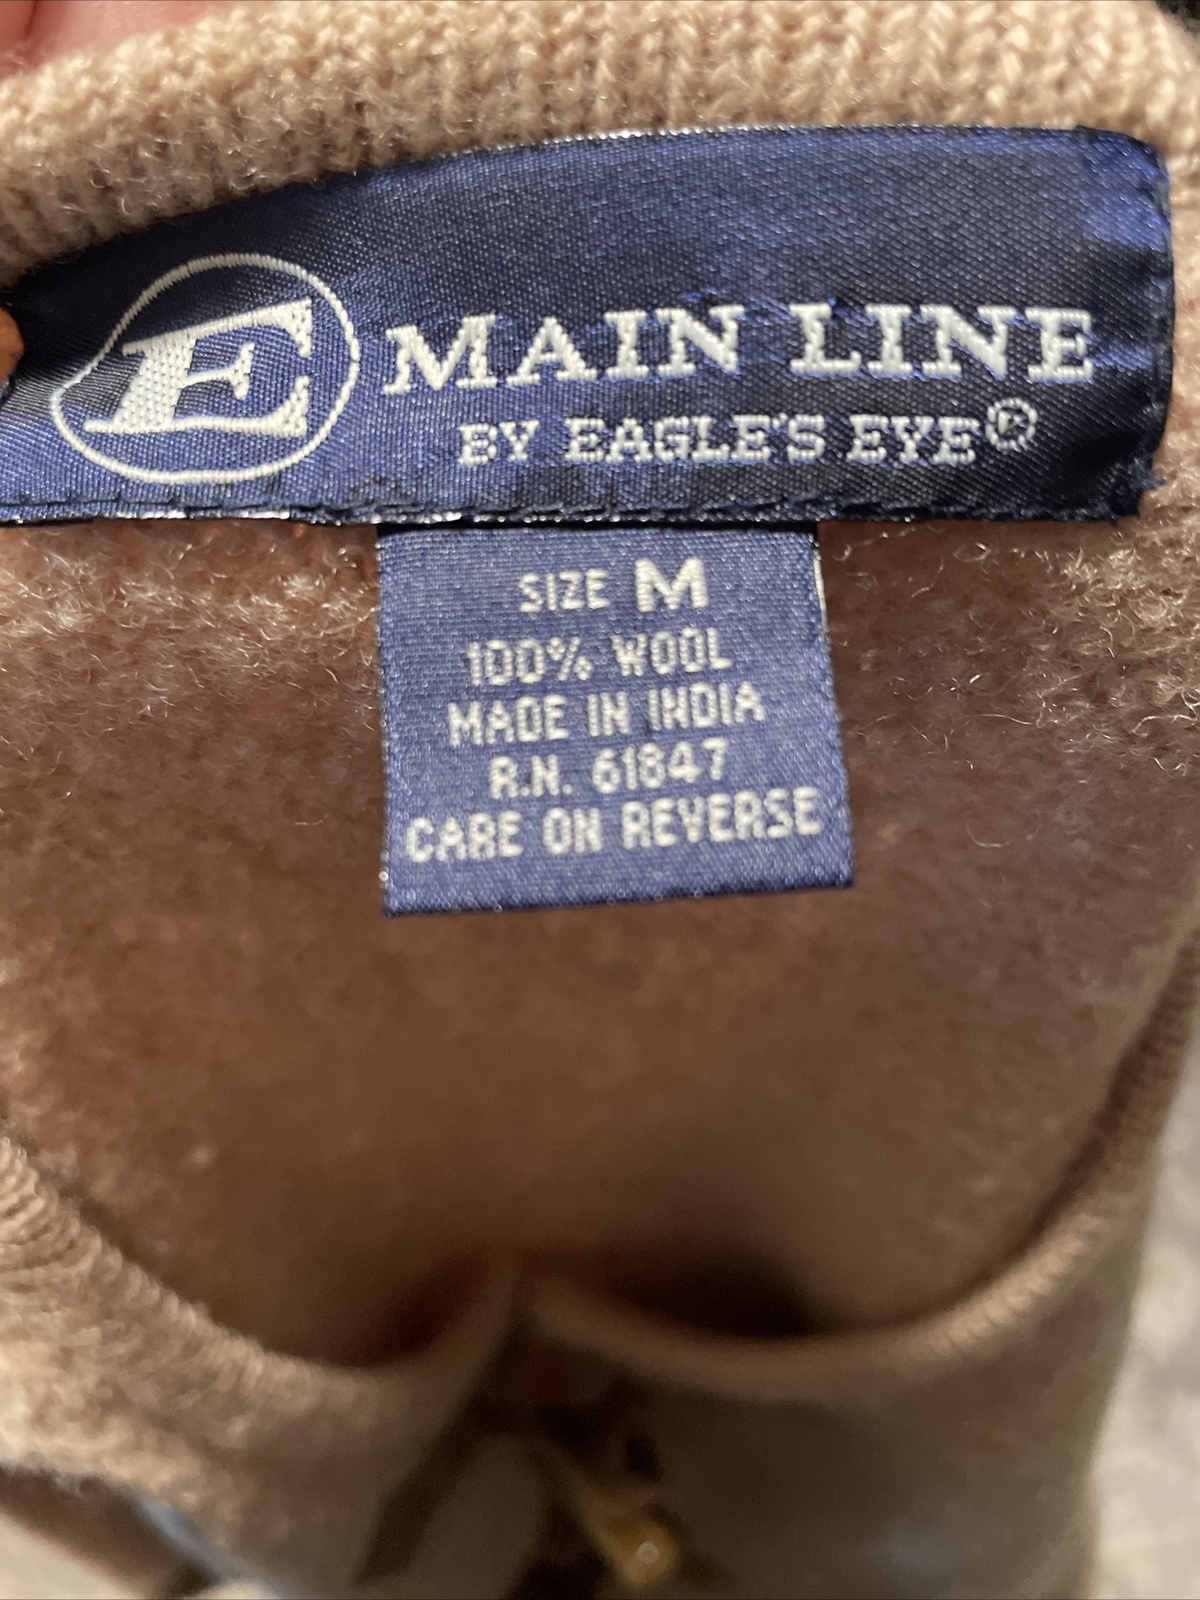 E MAIN LINE
BY EAGLE'S EYE®
SIZE M
100% WOOL
MADE IN INDIA
R.N. 61847
CARE ON REVERSE